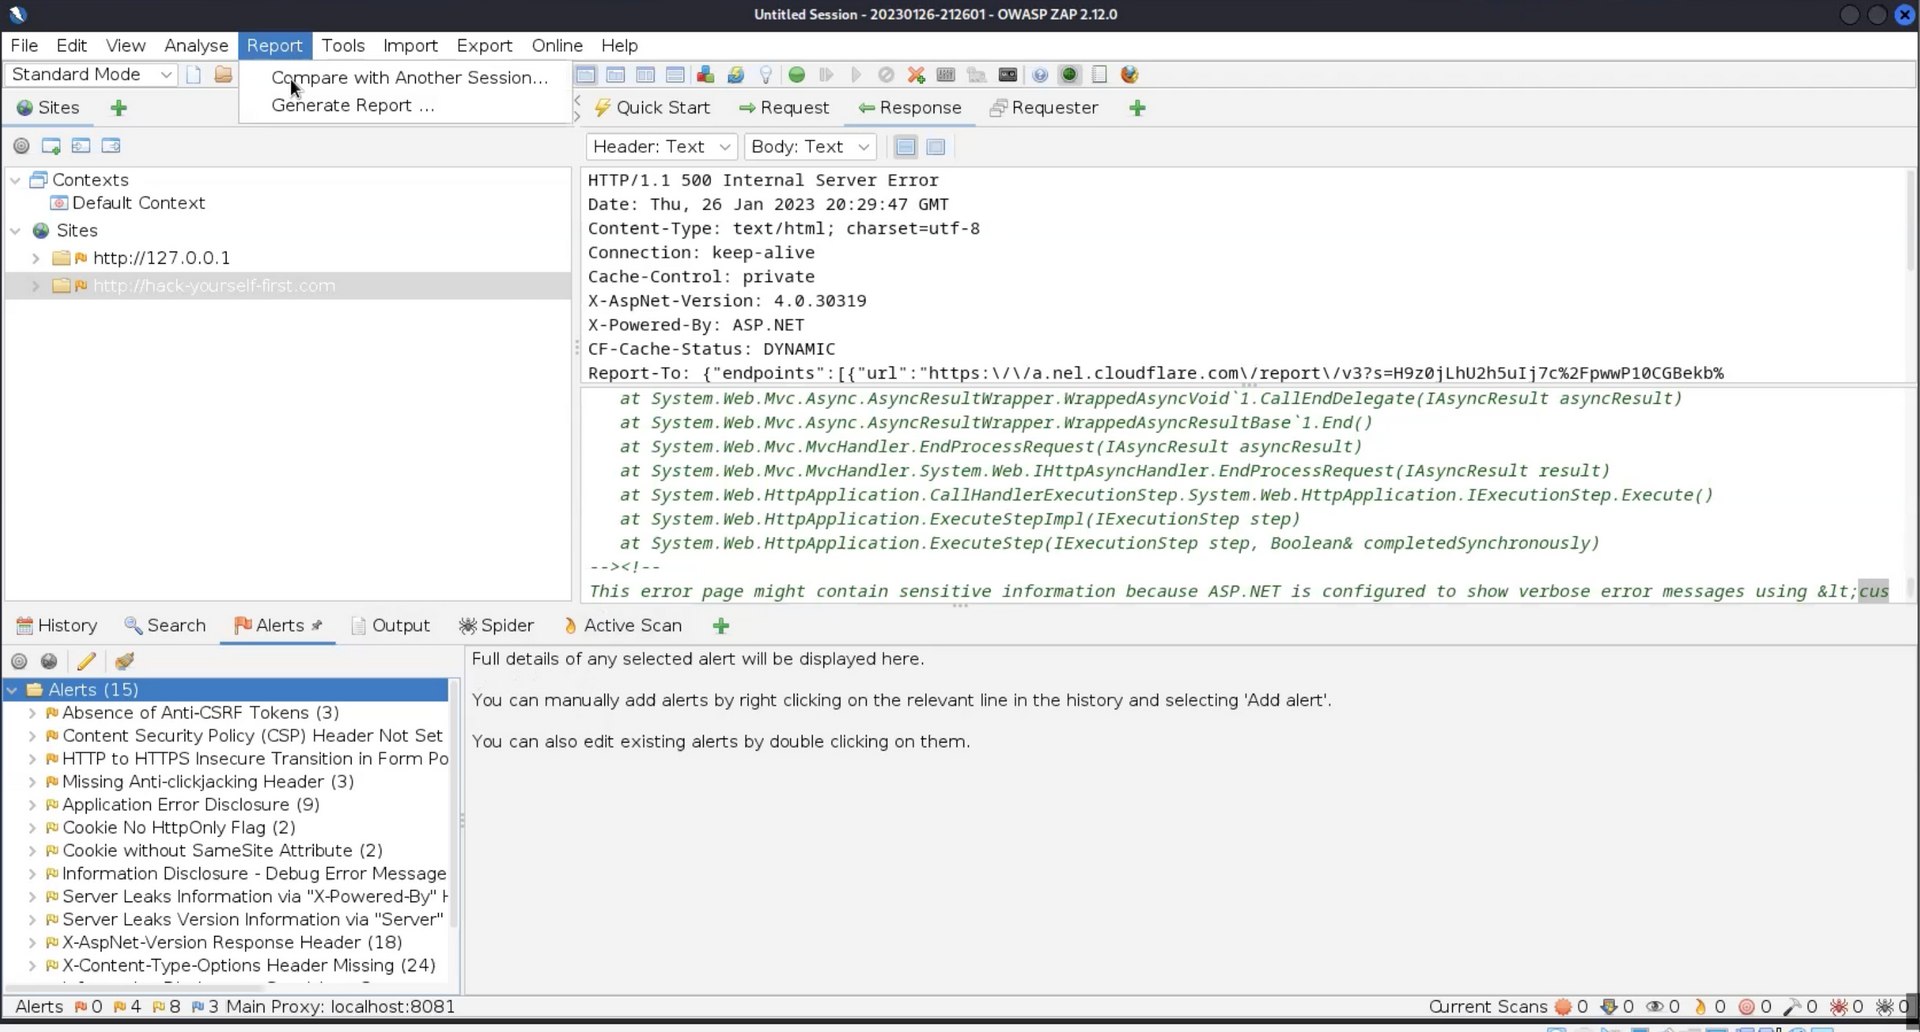 Untitled Session - 20230126-212601 - OWASP ZAP 2.12.0
File Edit View Analyse Report Tools Import Export Online Help
Standard Mode
Compare with Another Session...
Generate Report ...
Sites
Quick Start Request Response Requester
Header: Text Body: Text
Contexts
Default Context
Sites
http://127.0.0.1
http://hack-yourself-first.com
HTTP/1.1 500 Internal Server Error
Date: Thu, 26 Jan 2023 20:29:47 GMT
Content-Type: text/html; charset=utf-8
Connection: keep-alive
Cache-Control: private
X-AspNet-Version: 4.0.30319
X-Powered-By: ASP.NET
CF-Cache-Status: DYNAMIC
Report-To: {"endpoints":[{"url":"https:\/\/a.nel.cloudflare.com\/report\/v3?s=H9z0jLhU2h5uIj7c%2FpwwP10CGBekb%
at System.Web.Mvc.Async.AsyncResultWrapper.WrappedAsyncVoid`1.CallEndDelegate(IAsyncResult asyncResult)
at System.Web.Mvc.Async.AsyncResultWrapper.WrappedAsyncResultBase`1.End()
at System.Web.Mvc.MvcHandler.EndProcessRequest(IAsyncResult asyncResult)
at System.Web.Mvc.MvcHandler.System.Web.IHttpAsyncHandler.EndProcessRequest(IAsyncResult result)
at System.Web.HttpApplication.CallHandlerExecutionStep.System.Web.HttpApplication.IExecutionStep.Execute()
at System.Web.HttpApplication.ExecuteStepImpl(IExecutionStep step)
at System.Web.HttpApplication.ExecuteStep(IExecutionStep step, Boolean& completedSynchronously)
--><!--
This error page might contain sensitive information because ASP.NET is configured to show verbose error messages using &lt;cus
History Search Alerts Output Spider Active Scan
Alerts (15)
Absence of Anti-CSRF Tokens (3)
Content Security Policy (CSP) Header Not Set
HTTP to HTTPS Insecure Transition in Form Po
Missing Anti-clickjacking Header (3)
Application Error Disclosure (9)
Cookie No HttpOnly Flag (2)
Cookie without SameSite Attribute (2)
Information Disclosure - Debug Error Message
Server Leaks Information via "X-Powered-By" H
Server Leaks Version Information via "Server"
X-AspNet-Version Response Header (18)
X-Content-Type-Options Header Missing (24)
Full details of any selected alert will be displayed here.
You can manually add alerts by right clicking on the relevant line in the history and selecting 'Add alert'.
You can also edit existing alerts by double clicking on them.
Alerts 0 4 8 3 Main Proxy: localhost:8081
Current Scans 0 0 0 0 0 0 0 0